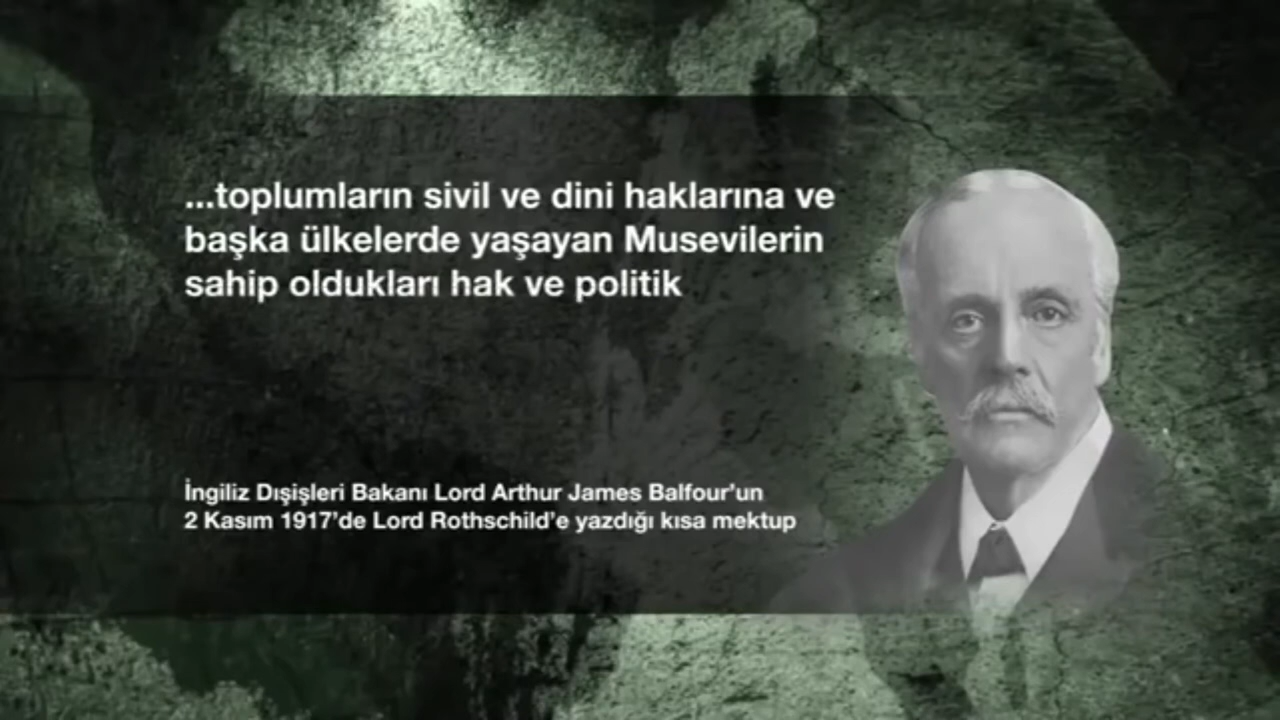 ...toplumların sivil ve dini haklarına ve
başka ülkelerde yaşayan Musevilerin
sahip oldukları hak ve politik
İngiliz Dışişleri Bakanı Lord Arthur James Balfour'un
2 Kasım 1917'de Lord Rothschild'e yazdığı kısa mektup